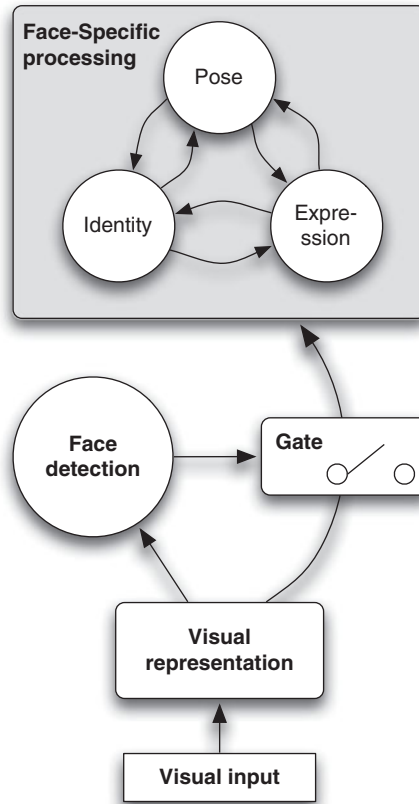 Face-Specific
processing
Pose
Identity
Expre-
ssion
Face
detection
Gate
Visual
representation
Visual input